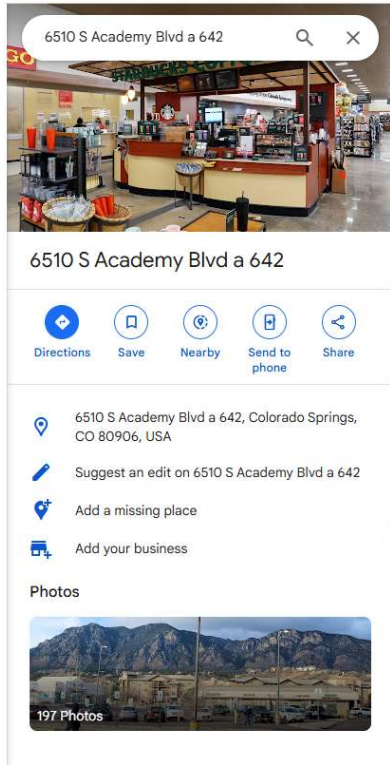 6510 S Academy Blvd a 642
GO
STARBUCKS COFFEE
6510 S Academy Blvd a 642
Directions
Save
Nearby
Send to
phone
Share
6510 S Academy Blvd a 642, Colorado Springs,
CO 80906, USA
Suggest an edit on 6510 S Academy Blvd a 642
Add a missing place
Add your business
Photos
197 Photos